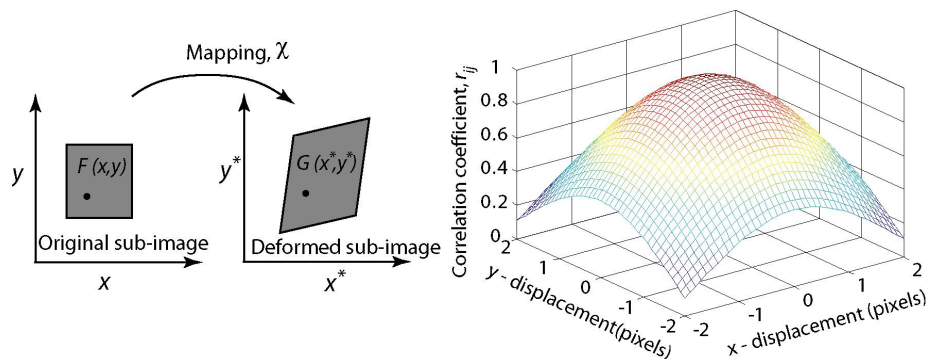 Mapping, χ
y
F (x,y)
Original sub-image
x
y*
G (x*,y*)
Deformed sub-image
x*
Correlation coefficient, r_ij
1
0.8
0.6
0.4
0.2
0
2
1
0
-1
-2
y - displacement(pixels)
-2
-1
0
1
2
x - displacement (pixels)